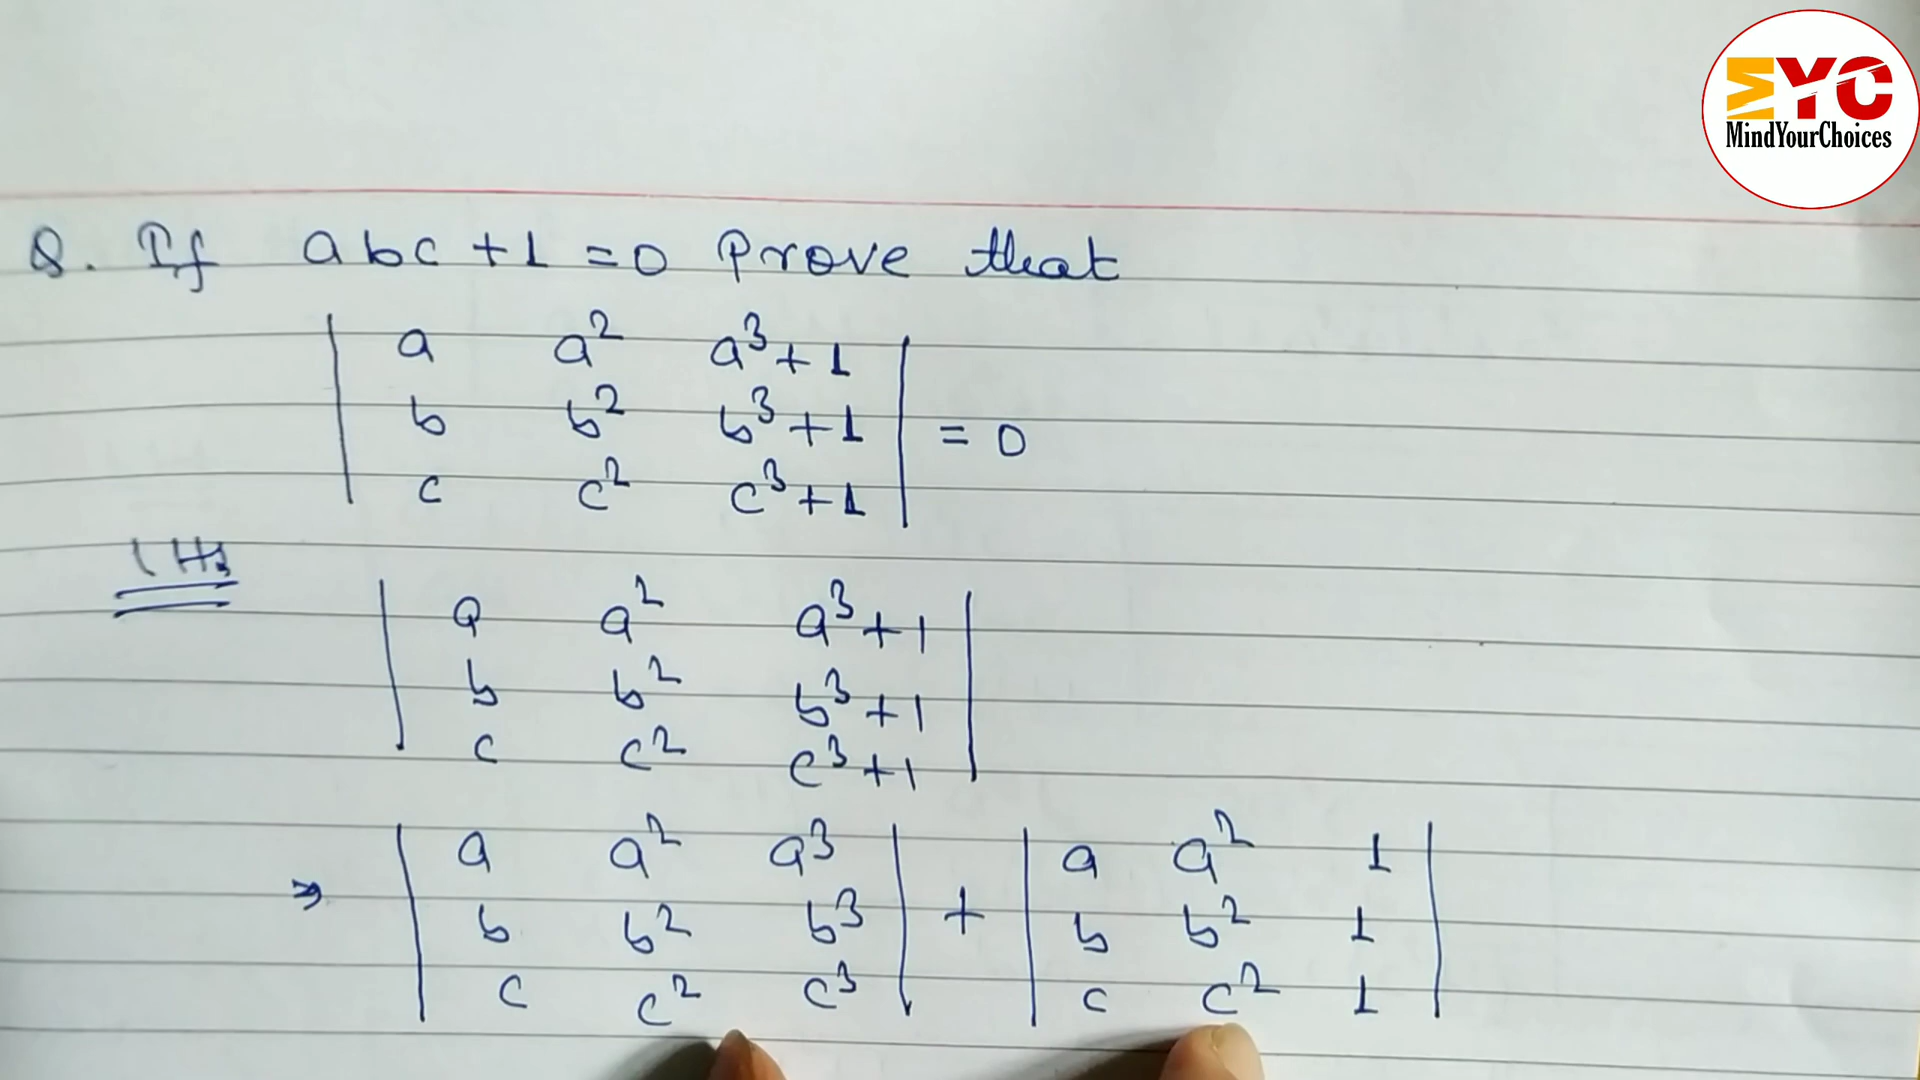 MYC
MindYourChoices
Q. If abc +1 = 0 Prove that
| a a² a³+1 |
| b b² b³+1 | = 0
| c c² c³+1 |
LHS
| a a² a³+1 |
| b b² b³+1 |
| c c² c³+1 |
| a a² a³ | | a a² 1 |
⇒ | b b² b³ | + | b b² 1 |
| c c² c³ | | c c² 1 |